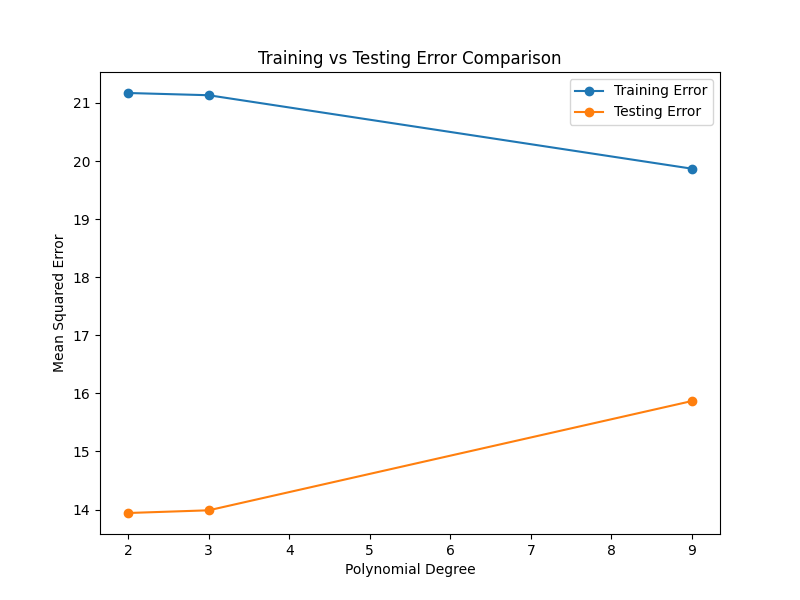 Training vs Testing Error Comparison
Training Error
Testing Error
Mean Squared Error
21
20
19
18
17
16
15
14
2 3 4 5 6 7 8 9
Polynomial Degree